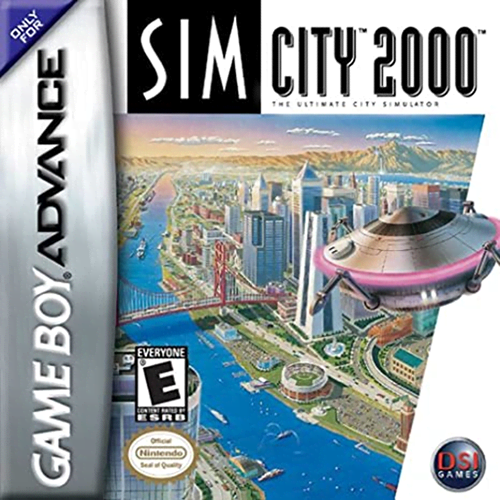 ONLY
FOR
GAME BOY ADVANCE
SIM CITY™ 2000™
THE ULTIMATE CITY SIMULATOR
EVERYONE
E
CONTENT RATED BY
ESRB
Official
Nintendo
Seal of Quality
DSI
GAMES